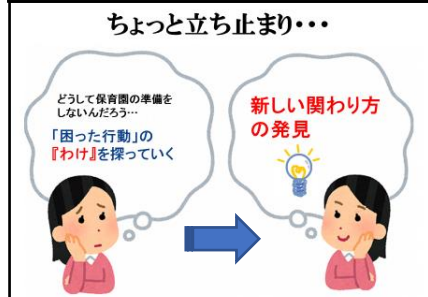 ちょっと立ち止まり・・・
どうして保育園の準備を
しないんだろう…
「困った行動」の
『わけ』を探っていく
新しい関わり方
の発見